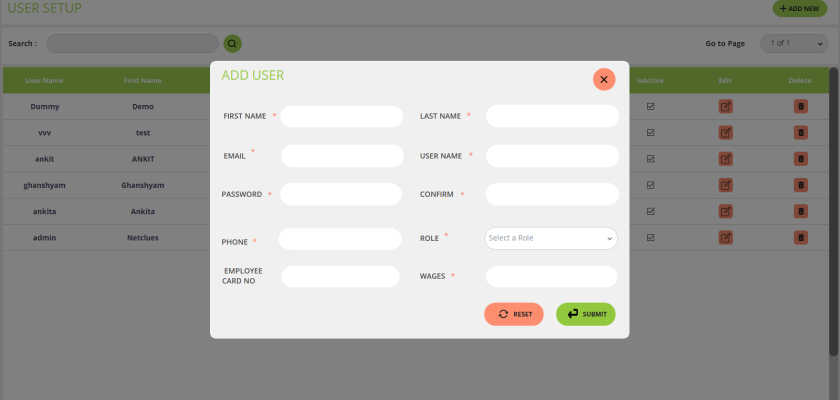 USER SETUP
+ ADD NEW
Search :
Go to Page
1 of 1
User Name First Name IsActive Edit Delete
ADD USER
Dummy Demo
vvv test
ankit ANKIT
ghanshyam Ghanshyam
ankita Ankita
admin Netclues
FIRST NAME *
LAST NAME *
EMAIL *
USER NAME *
PASSWORD *
CONFIRM *
PHONE *
ROLE *
Select a Role
EMPLOYEE
CARD NO
WAGES *
RESET
SUBMIT